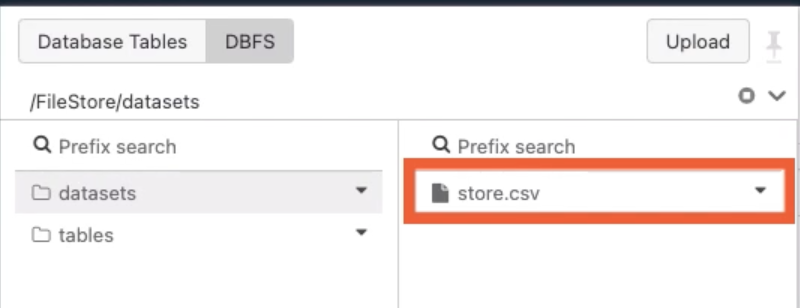 Database Tables DBFS Upload
/FileStore/datasets
Prefix search Prefix search
datasets store.csv
tables